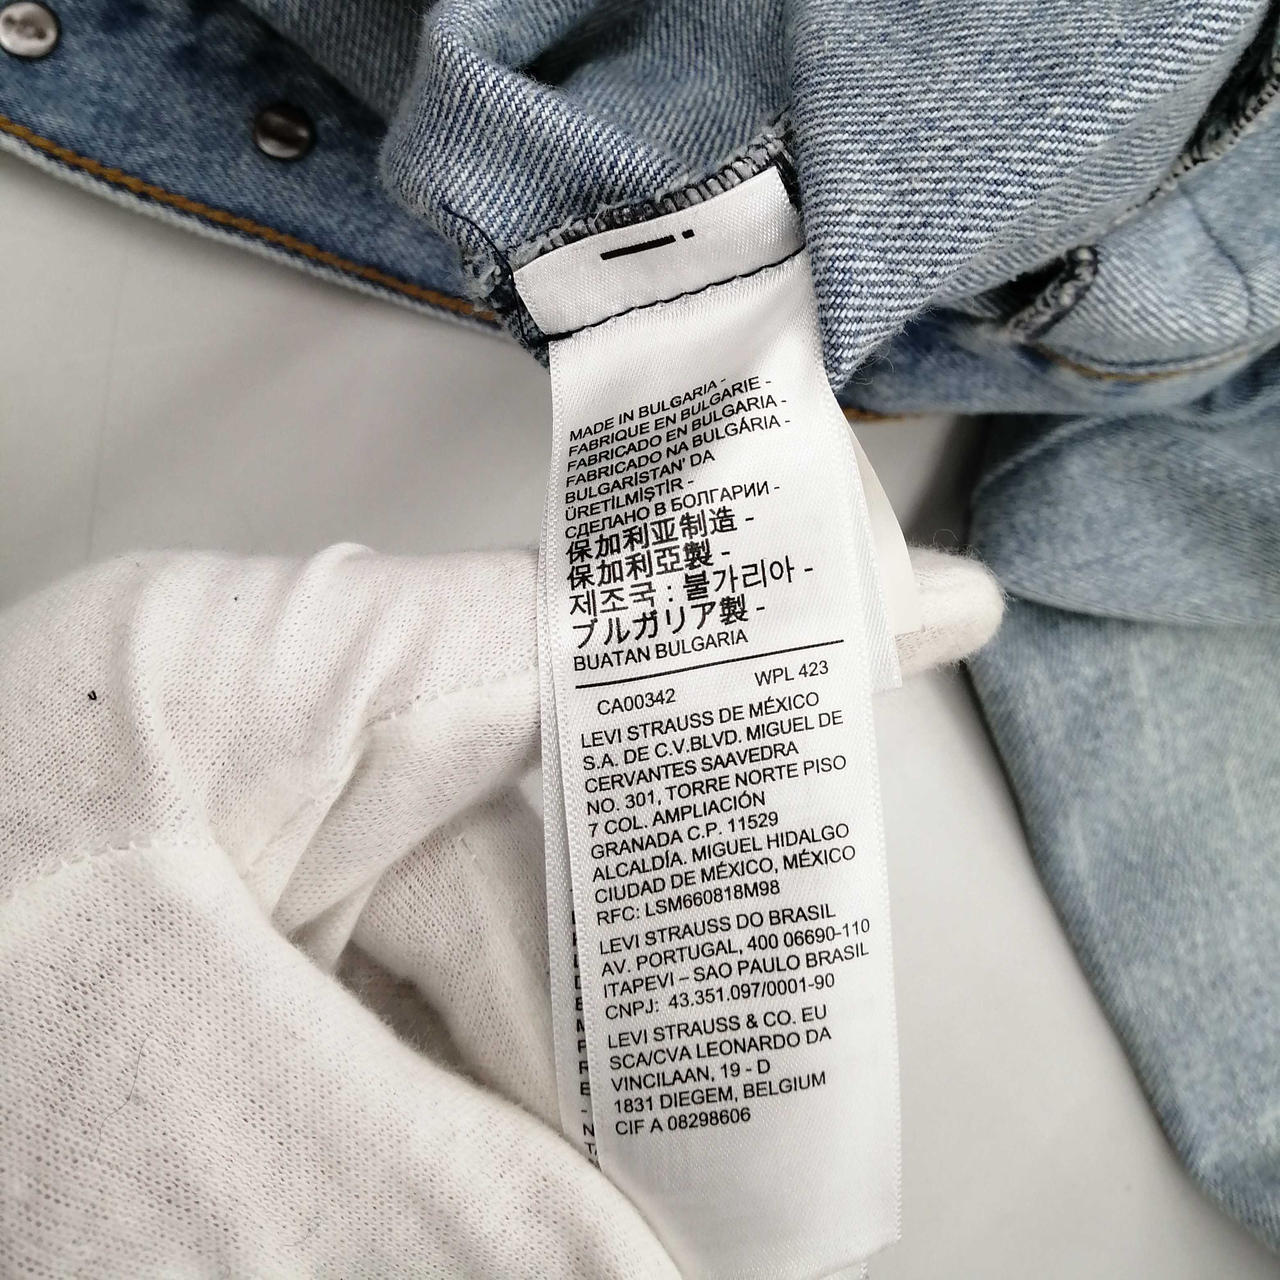 MADE IN BULGARIA -
FABRIQUE EN BULGARIE -
FABRICADO EN BULGARIA -
FABRICADO NA BULGÁRIA -
BULGARİSTAN' DA
ÜRETİLMİŞTİR -
СДЕЛАНО В БОЛГАРИИ -
保加利亚制造 -
保加利亞製 -
제조국 : 불가리아 -
ブルガリア製 -
BUATAN BULGARIA
CA00342 WPL 423
LEVI STRAUSS DE MÉXICO
S.A. DE C.V.BLVD. MIGUEL DE
CERVANTES SAAVEDRA
NO. 301, TORRE NORTE PISO
7 COL. AMPLIACIÓN
GRANADA C.P. 11529
ALCALDÍA. MIGUEL HIDALGO
CIUDAD DE MÉXICO, MÉXICO
RFC: LSM660818M98
LEVI STRAUSS DO BRASIL
AV. PORTUGAL, 400 06690-110
ITAPEVI – SAO PAULO BRASIL
CNPJ: 43.351.097/0001-90
LEVI STRAUSS & CO. EU
SCA/CVA LEONARDO DA
VINCILAAN, 19 - D
1831 DIEGEM, BELGIUM
CIF A 08298606